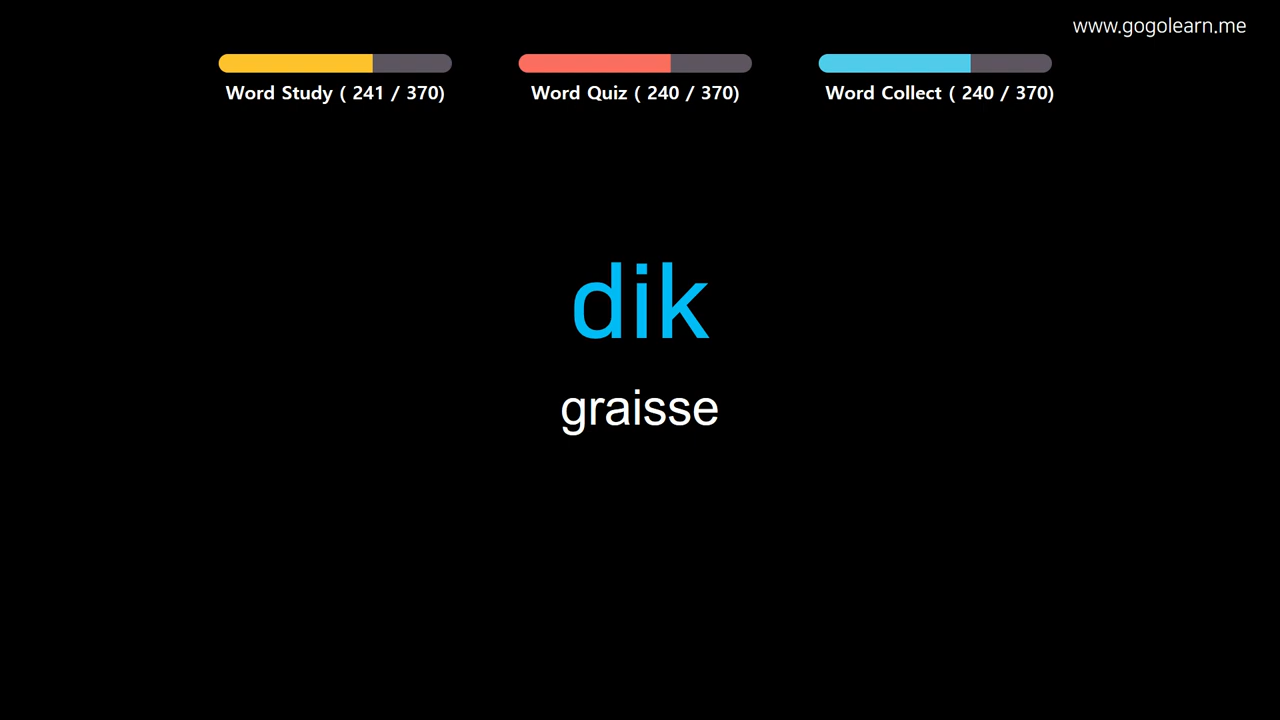 www.gogolearn.me
Word Study ( 241 / 370)
Word Quiz ( 240 / 370)
Word Collect ( 240 / 370)
dik
graisse